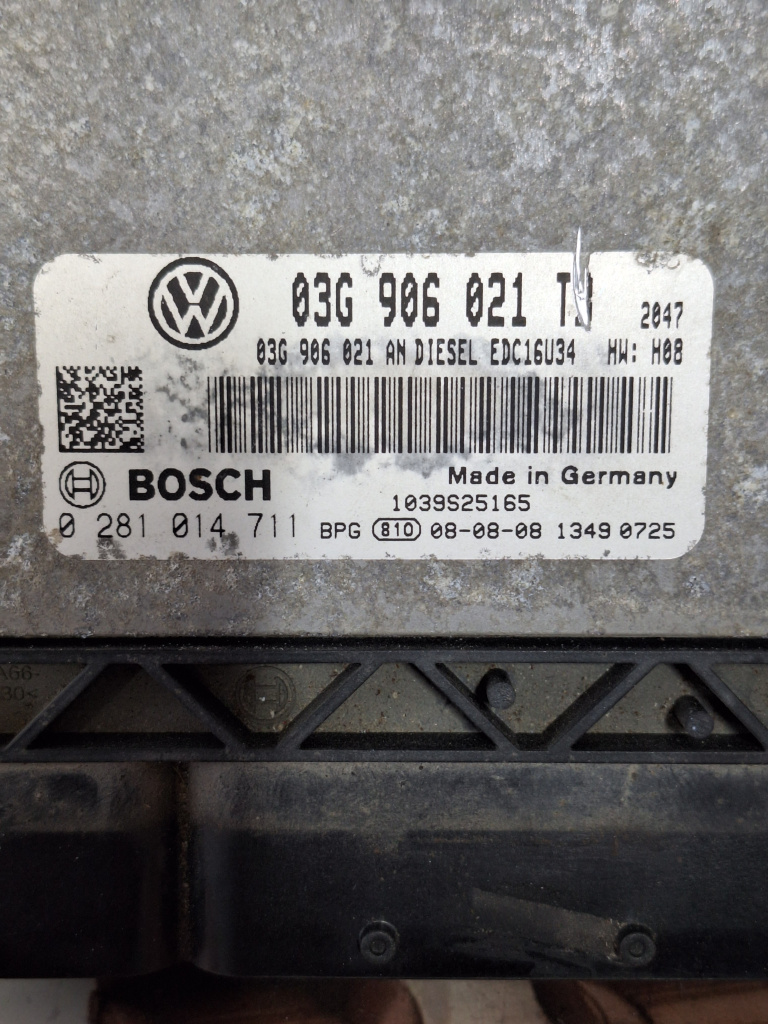 03G 906 021 2047
03G 906 021 AN DIESEL EDC16U34 HW: H08
BOSCH
Made in Germany
1039S25165
0 281 014 711 BPG 810 08-08-08 1349 0725